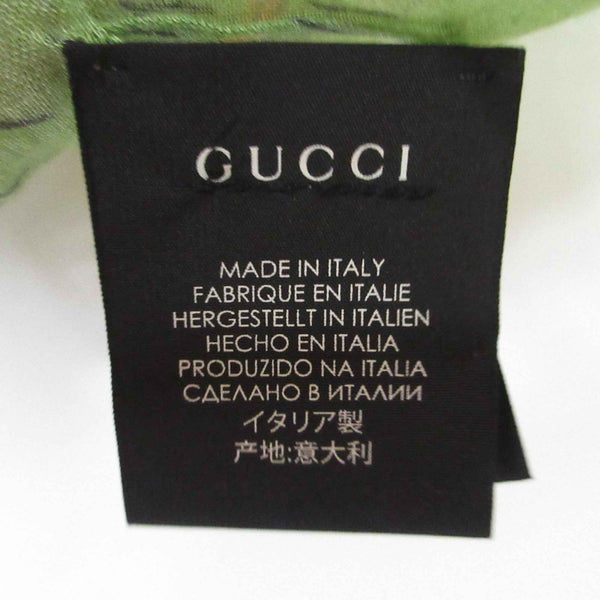 GUCCI
MADE IN ITALY
FABRIQUE EN ITALIE
HERGESTELLT IN ITALIEN
HECHO EN ITALIA
PRODUZIDO NA ITALIA
СДЕЛАНО В ИТАЛИИ
イタリア製
产地:意大利